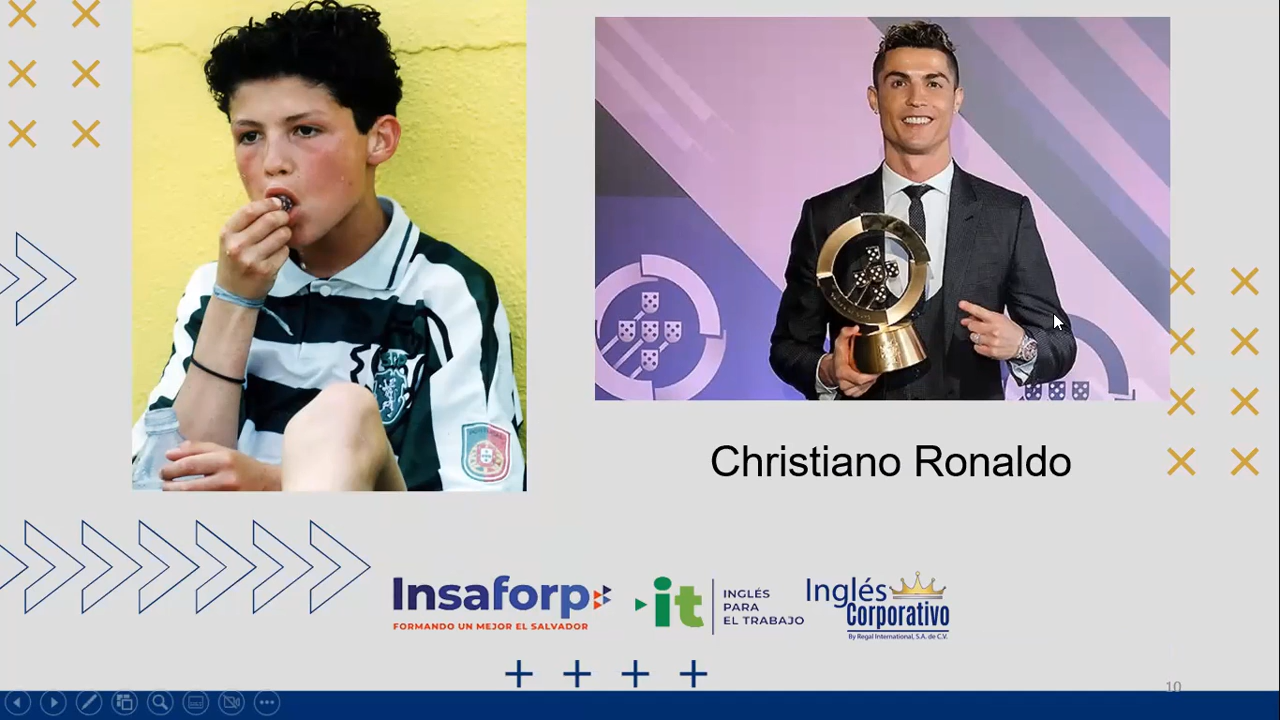 Christiano Ronaldo
Insaforp
FORMANDO UN MEJOR EL SALVADOR
it
INGLÉS
PARA
EL TRABAJO
Inglés
Corporativo
By Regal International, S.A. de C.V.
10